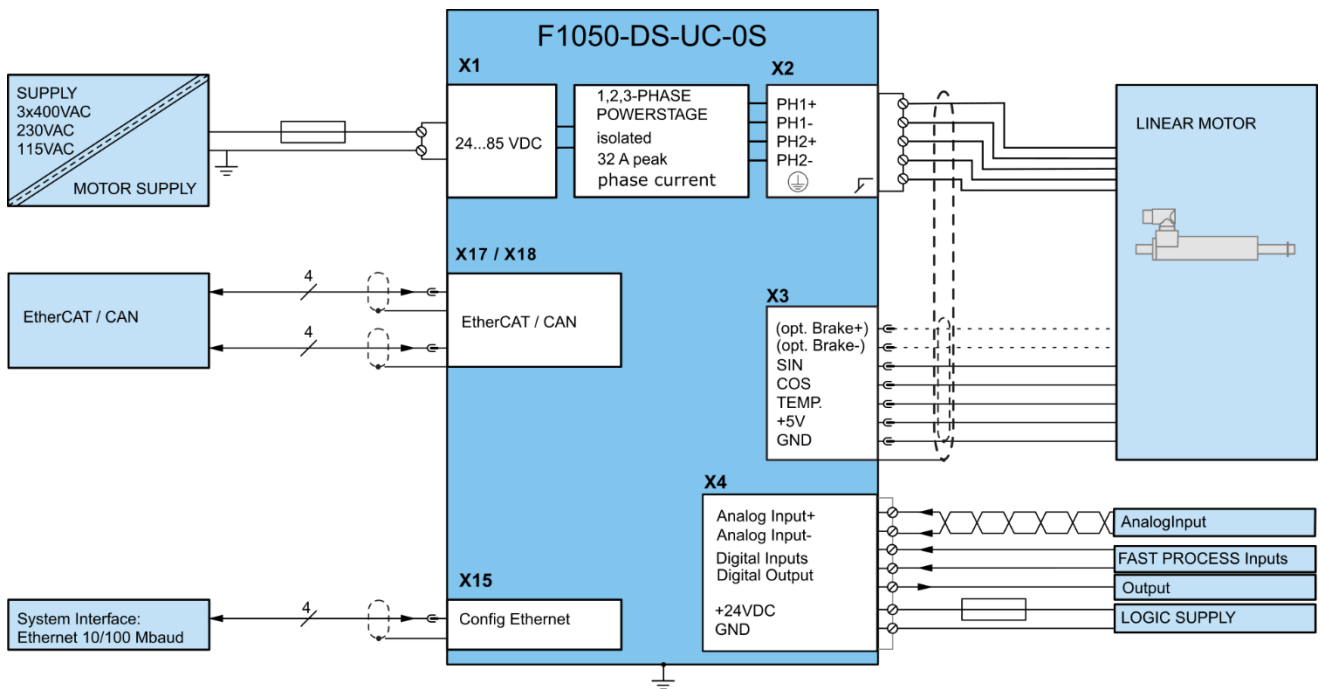 F1050-DS-UC-0S
SUPPLY
3x400VAC
230VAC
115VAC
MOTOR SUPPLY
X1
24...85 VDC
1,2,3-PHASE
POWERSTAGE
isolated
32 A peak
phase current
X2
PH1+
PH1-
PH2+
PH2-
LINEAR MOTOR
EtherCAT / CAN
4
4
X17 / X18
EtherCAT / CAN
X3
(opt. Brake+)
(opt. Brake-)
SIN
COS
TEMP.
+5V
GND
X4
Analog Input+
Analog Input-
Digital Inputs
Digital Output
+24VDC
GND
AnalogInput
FAST PROCESS Inputs
Output
LOGIC SUPPLY
System Interface:
Ethernet 10/100 Mbaud
4
X15
Config Ethernet